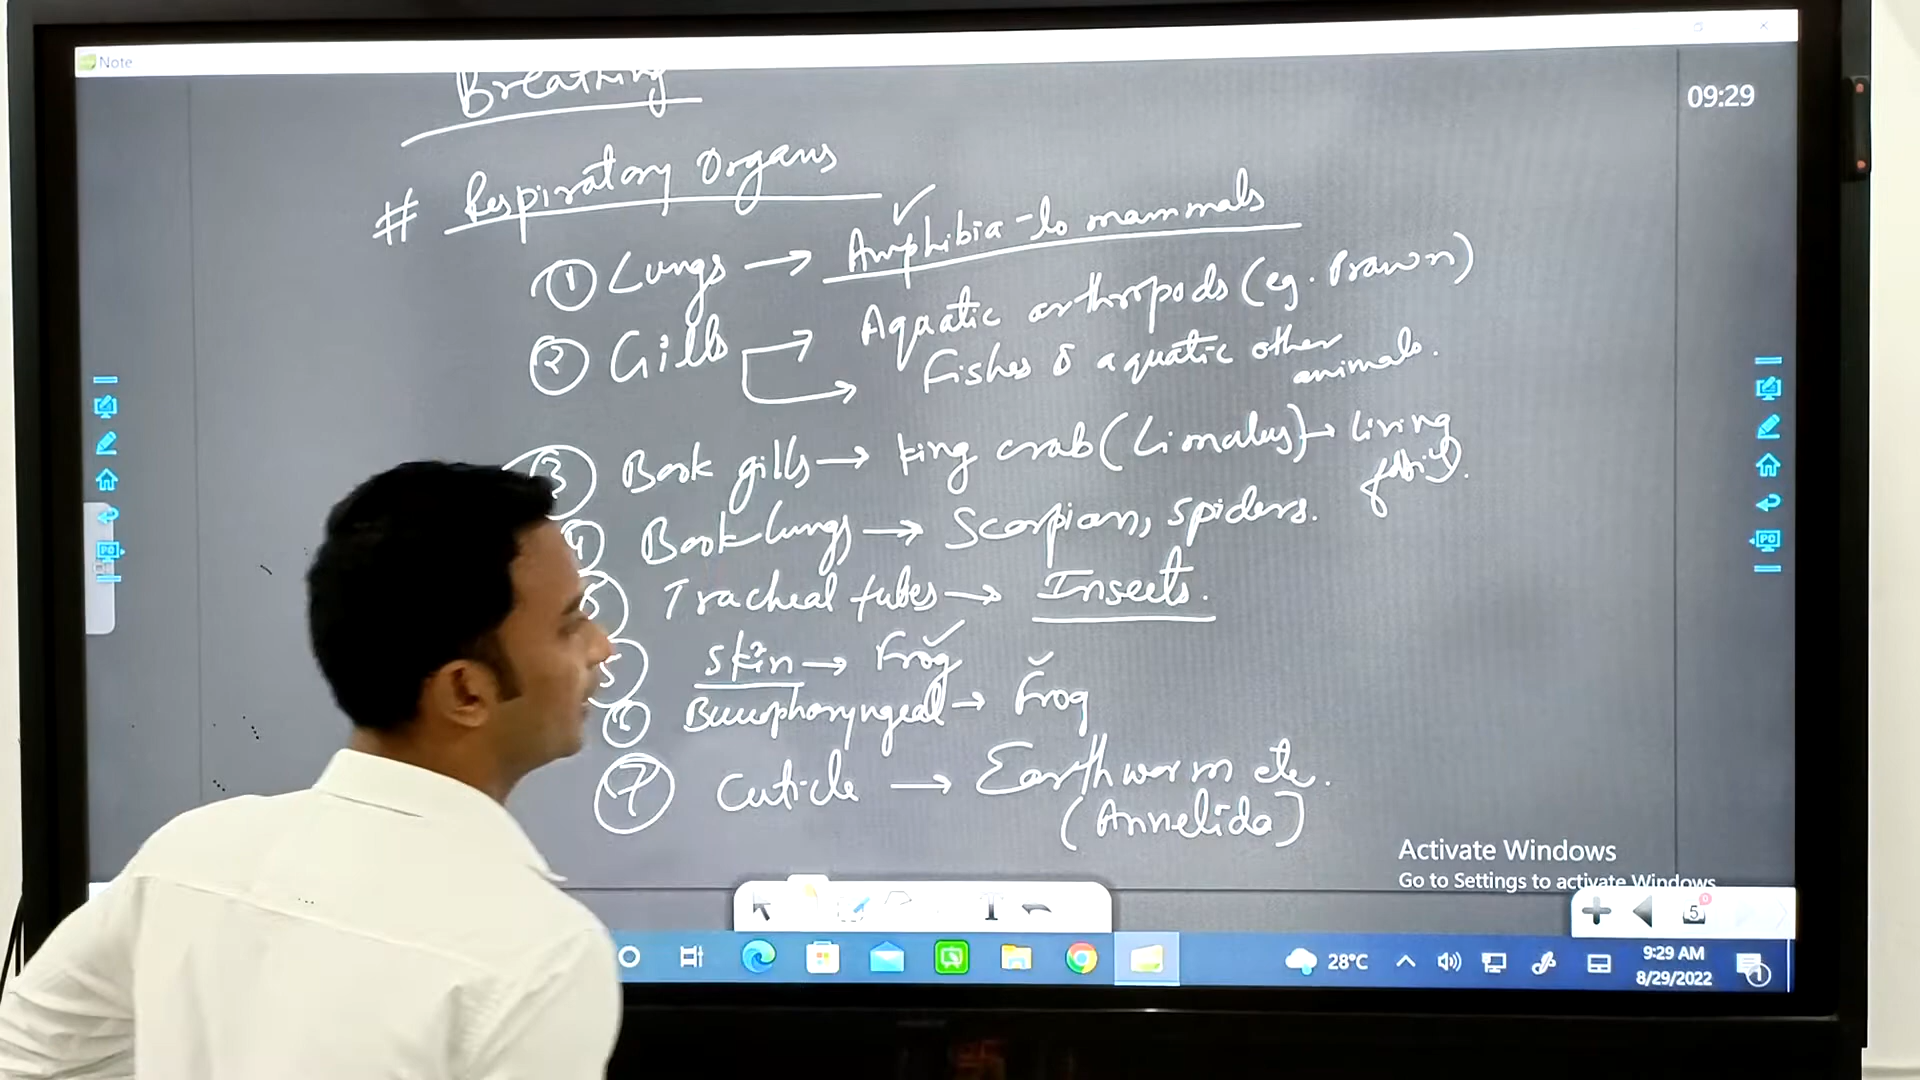 Note
09:29
Breathing
# Respiratory Organs
① Lungs → Amphibia - to mammals
② Gills → Aquatic arthropods (eg. Prawn)
→ Fishes & aquatic other animals.
③ Book gills → King crab (Limulus) → living
fossil.
4 Book lungs → Scorpion, spiders.
5 Tracheal tubes → Insects.
5 Skin → Frog
⑥ Buccopharyngeal → Frog
⑦ Cuticle → Earthworm etc.
(Annelida)
Activate Windows
Go to Settings to activate Windows
5
28°C
9:29 AM
8/29/2022
1